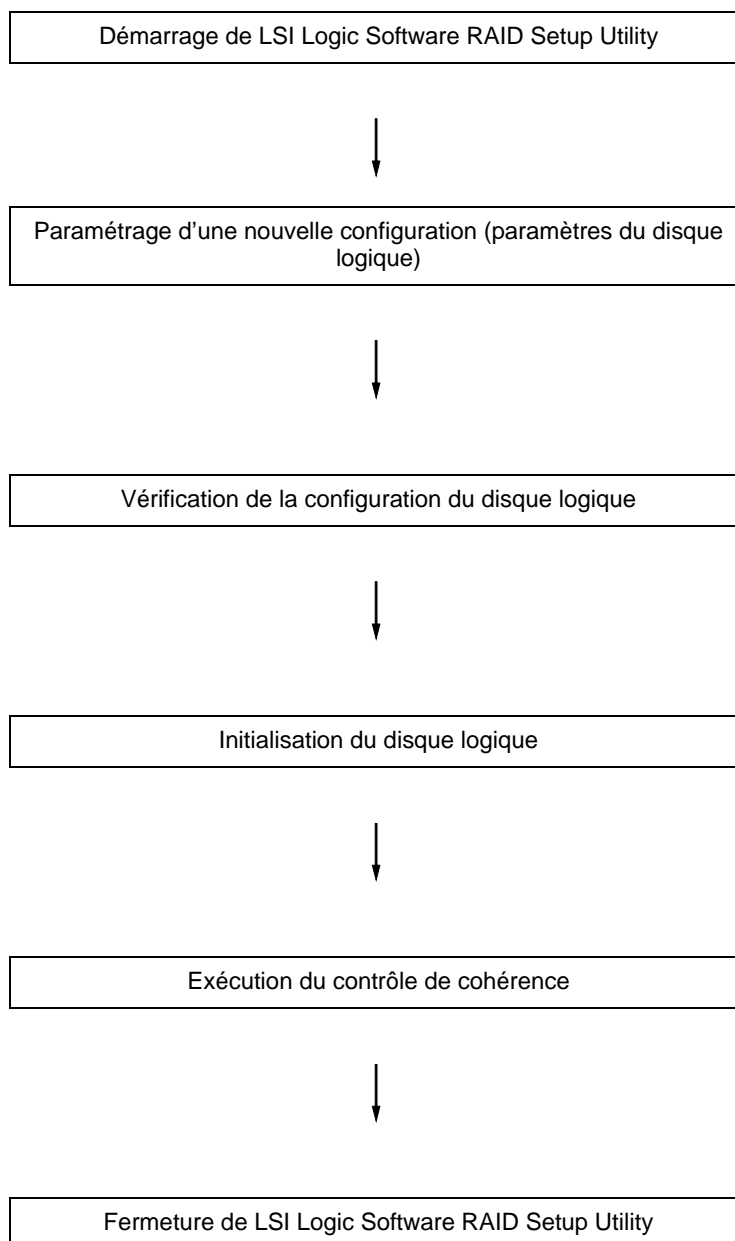 Démarrage de LSI Logic Software RAID Setup Utility
Paramétrage d'une nouvelle configuration (paramètres du disque
logique)
Vérification de la configuration du disque logique
Initialisation du disque logique
Exécution du contrôle de cohérence
Fermeture de LSI Logic Software RAID Setup Utility